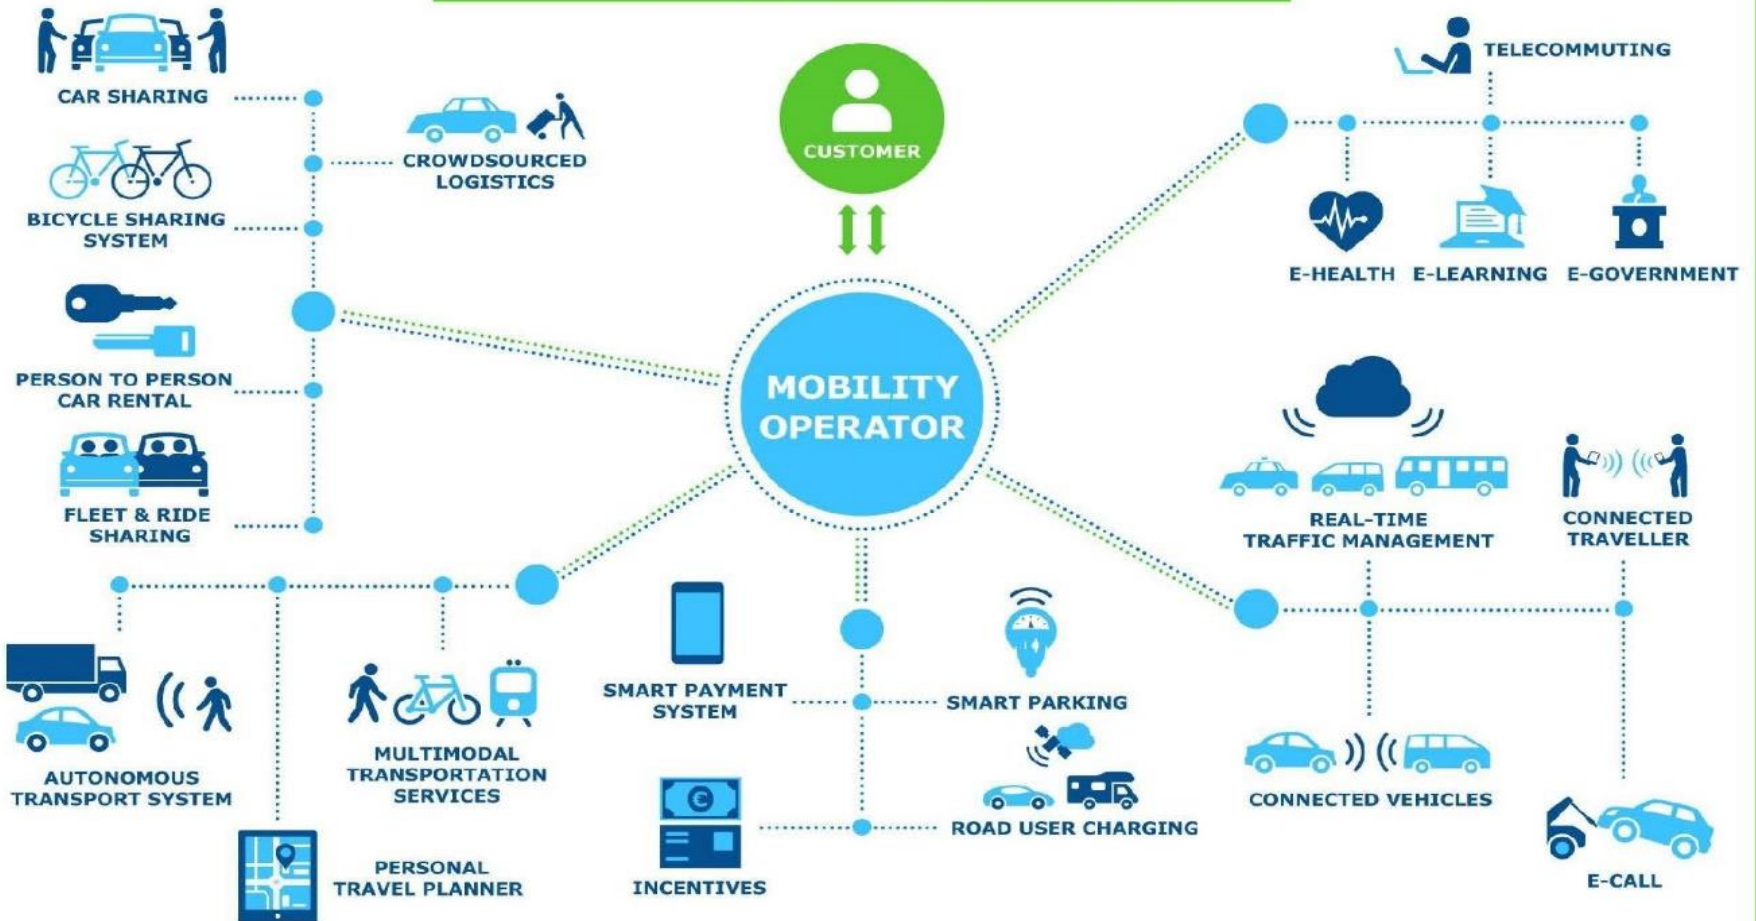 CAR SHARING
CROWDSOURCED
LOGISTICS
BICYCLE SHARING
SYSTEM
PERSON TO PERSON
CAR RENTAL
FLEET & RIDE
SHARING
CUSTOMER
MOBILITY
OPERATOR
TELECOMMUTING
E-HEALTH
E-LEARNING
E-GOVERNMENT
REAL-TIME
TRAFFIC MANAGEMENT
CONNECTED
TRAVELLER
CONNECTED VEHICLES
E-CALL
AUTONOMOUS
TRANSPORT SYSTEM
MULTIMODAL
TRANSPORTATION
SERVICES
PERSONAL
TRAVEL PLANNER
SMART PAYMENT
SYSTEM
SMART PARKING
€
INCENTIVES
ROAD USER CHARGING